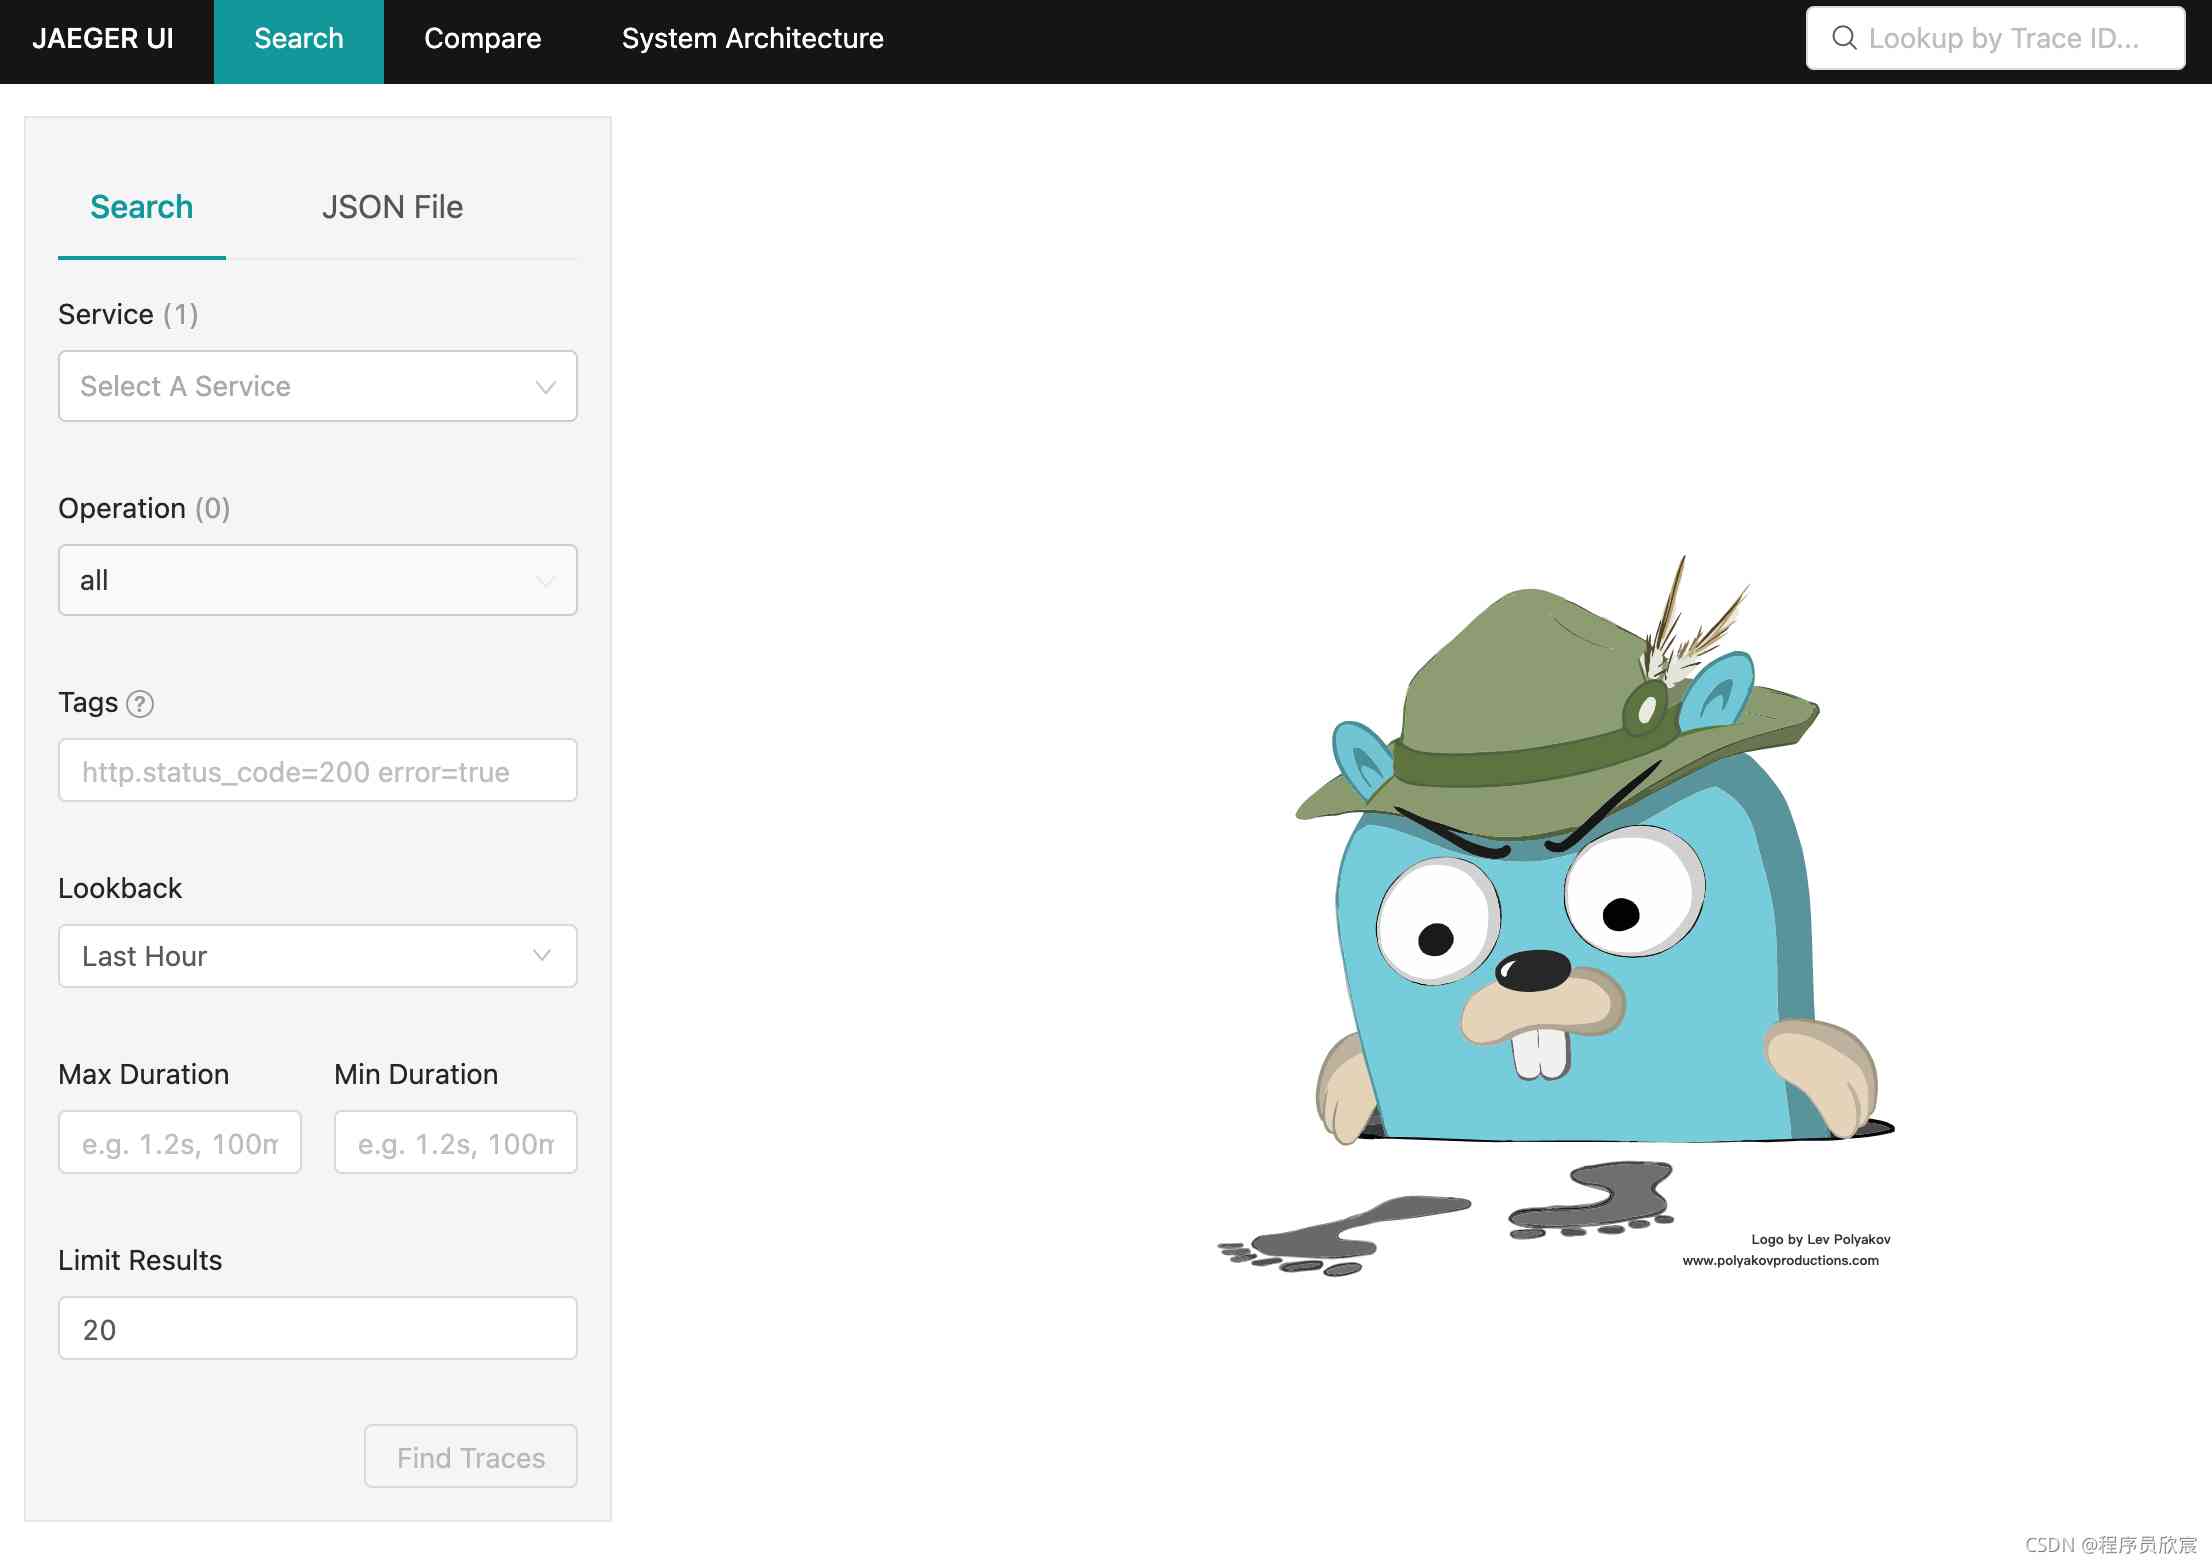 JAEGER UI Search Compare System Architecture Lookup by Trace ID...
Search JSON File
Service (1)
Select A Service
Operation (0)
all
Tags ?
http.status_code=200 error=true
Lookback
Last Hour
Max Duration Min Duration
e.g. 1.2s, 100m e.g. 1.2s, 100m
Limit Results
20
Find Traces
Logo by Lev Polyakov
www.polyakovproductions.com
CSDN @程序员欣宸